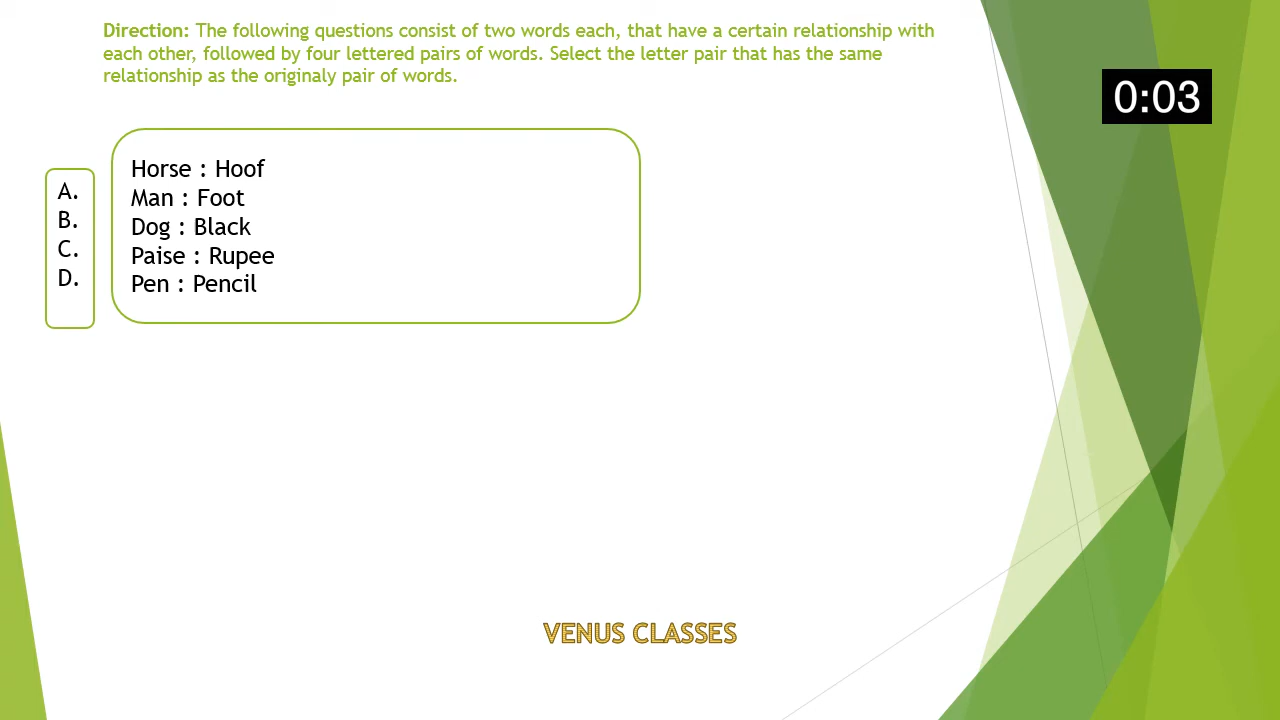 Direction: The following questions consist of two words each, that have a certain relationship with
each other, followed by four lettered pairs of words. Select the letter pair that has the same
relationship as the originaly pair of words.
0:03
Horse : Hoof
A. Man : Foot
B. Dog : Black
C. Paise : Rupee
D. Pen : Pencil
VENUS CLASSES